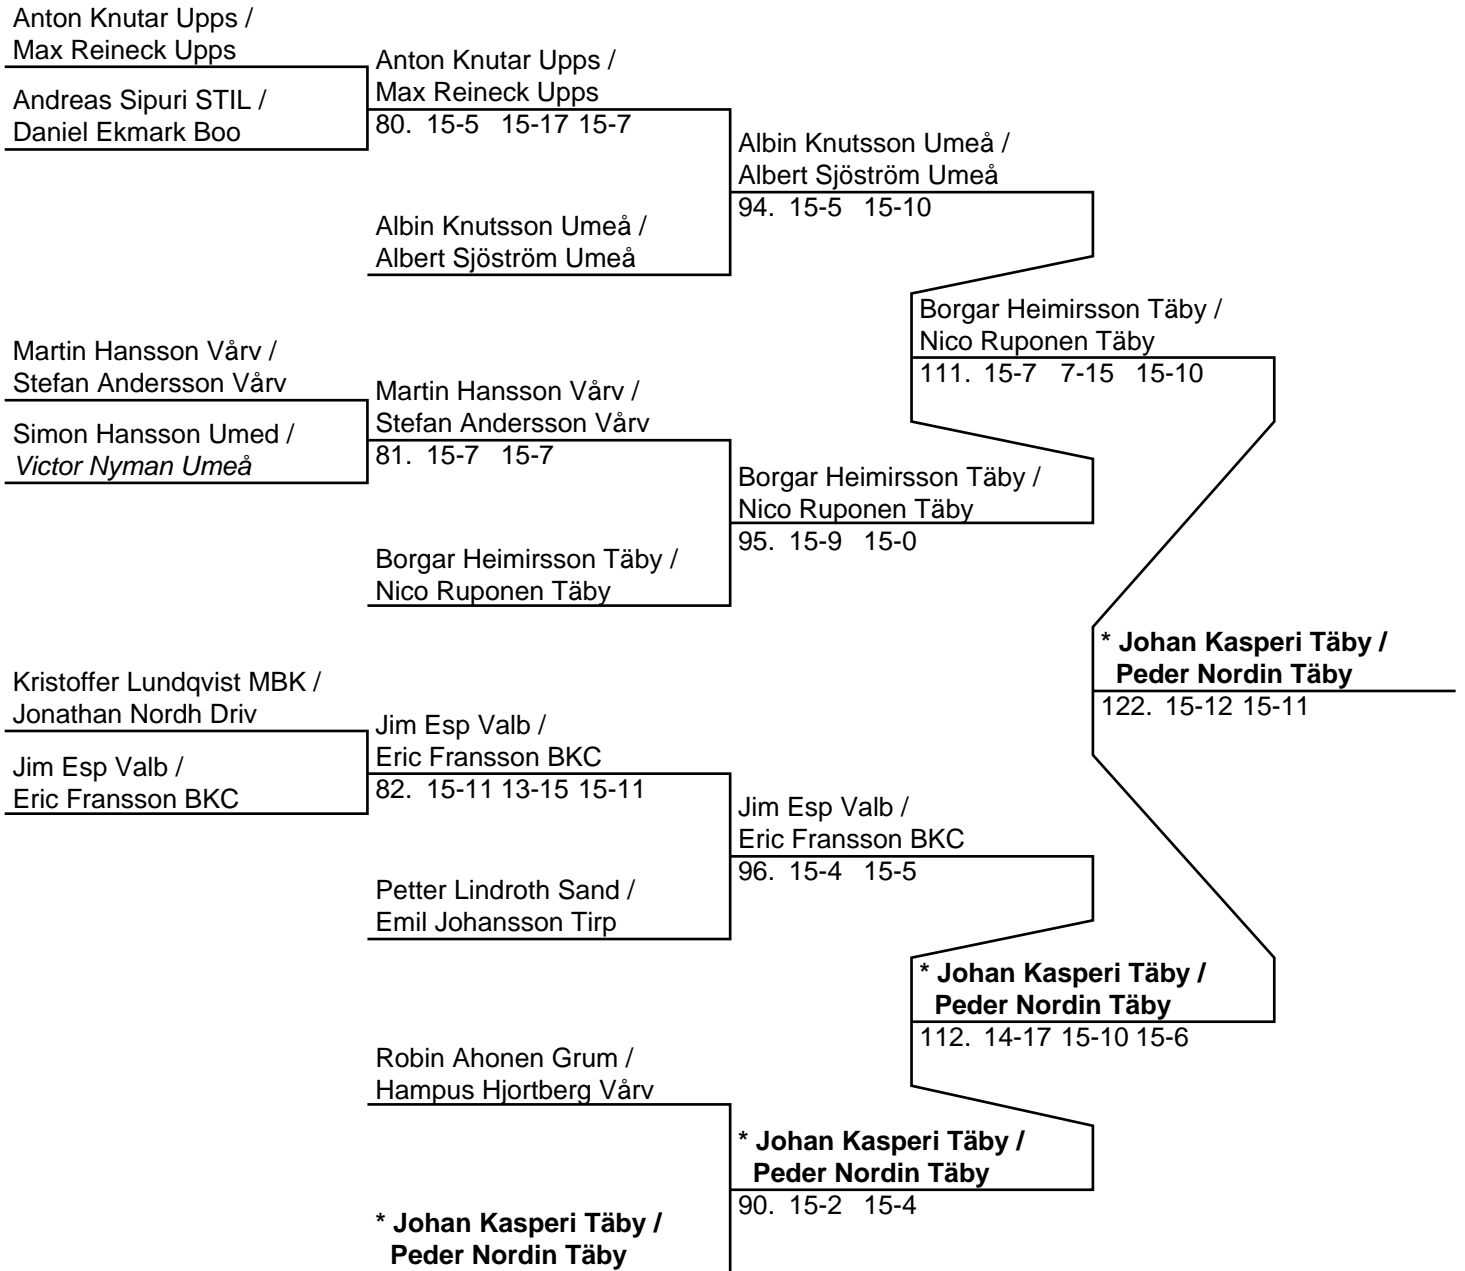 Anton Knutar Upps /
Max Reineck Upps
Andreas Sipuri STIL /
Daniel Ekmark Boo
Martin Hansson Vårv /
Stefan Andersson Vårv
Simon Hansson Umed /
Victor Nyman Umeå
Kristoffer Lundqvist MBK /
Jonathan Nordh Driv
Jim Esp Valb /
Eric Fransson BKC
Anton Knutar Upps /
Max Reineck Upps
80. 15-5 15-17 15-7
Albin Knutsson Umeå /
Albert Sjöström Umeå
Martin Hansson Vårv /
Stefan Andersson Vårv
81. 15-7 15-7
Borgar Heimirsson Täby /
Nico Ruponen Täby
Jim Esp Valb /
Eric Fransson BKC
82. 15-11 13-15 15-11
Petter Lindroth Sand /
Emil Johansson Tirp
Robin Ahonen Grum /
Hampus Hjortberg Vårv
* Johan Kasperi Täby /
Peder Nordin Täby
Albin Knutsson Umeå /
Albert Sjöström Umeå
94. 15-5 15-10
Borgar Heimirsson Täby /
Nico Ruponen Täby
95. 15-9 15-0
Jim Esp Valb /
Eric Fransson BKC
96. 15-4 15-5
* Johan Kasperi Täby /
Peder Nordin Täby
90. 15-2 15-4
Borgar Heimirsson Täby /
Nico Ruponen Täby
111. 15-7 7-15 15-10
* Johan Kasperi Täby /
Peder Nordin Täby
112. 14-17 15-10 15-6
* Johan Kasperi Täby /
Peder Nordin Täby
122. 15-12 15-11